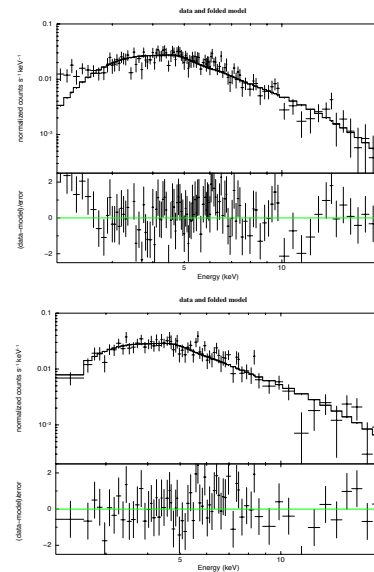 data and folded model
0.1
0.01
10⁻³
normalized counts s⁻¹ keV⁻¹
2
0
−2
(data−model)/error
5
10
Energy (keV)
data and folded model
0.1
0.01
10⁻³
normalized counts s⁻¹ keV⁻¹
2
0
−2
(data−model)/error
5
10
Energy (keV)